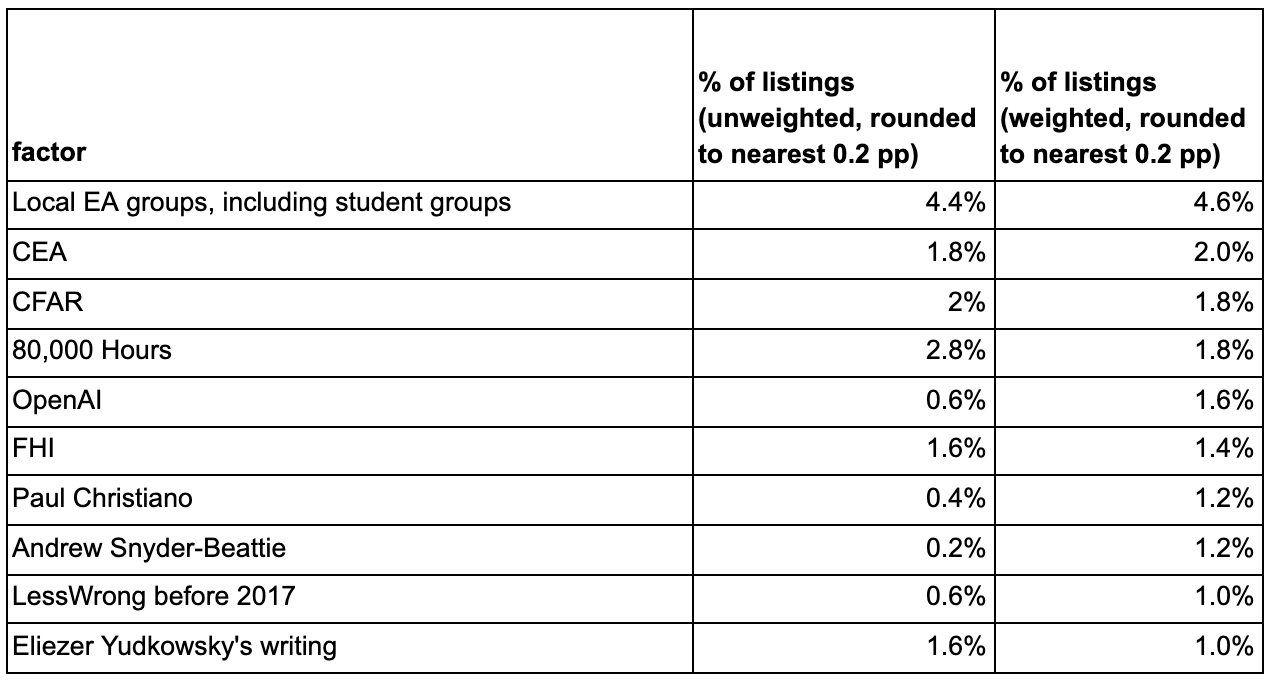 factor
% of listings
(unweighted, rounded
to nearest 0.2 pp)
% of listings
(weighted, rounded
to nearest 0.2 pp)
Local EA groups, including student groups 4.4% 4.6%
CEA 1.8% 2.0%
CFAR 2% 1.8%
80,000 Hours 2.8% 1.8%
OpenAI 0.6% 1.6%
FHI 1.6% 1.4%
Paul Christiano 0.4% 1.2%
Andrew Snyder-Beattie 0.2% 1.2%
LessWrong before 2017 0.6% 1.0%
Eliezer Yudkowsky's writing 1.6% 1.0%